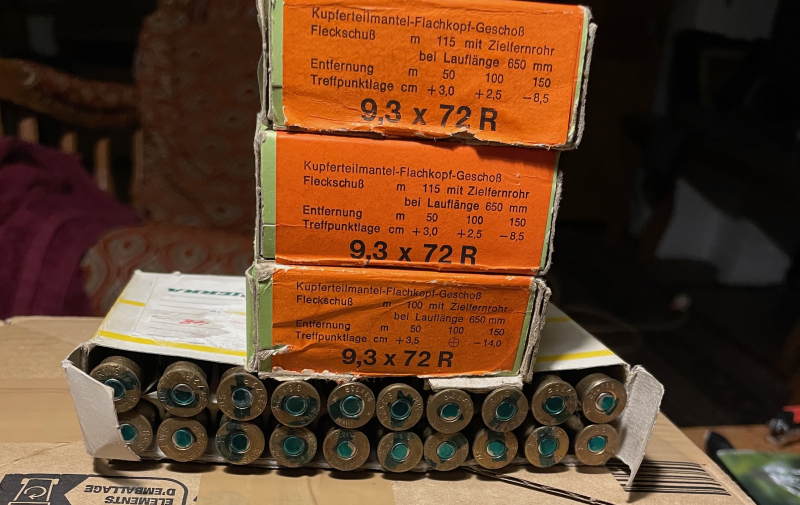 Kupferteilmantel-Flachkopf-Geschoß
Fleckschuß m 115 mit Zielfernrohr
bei Lauflänge 650 mm
Entfernung m 50 100 150
Treffpunktlage cm +3,0 +2,5 -8,5
9,3 x 72 R
Kupferteilmantel-Flachkopf-Geschoß
Fleckschuß m 115 mit Zielfernrohr
bei Lauflänge 650 mm
Entfernung m 50 100 150
Treffpunktlage cm +3,0 +2,5 -8,5
9,3 x 72 R
Kupferteilmantel-Flachkopf-Geschoß
Fleckschuß m 100 mit Zielfernrohr
bei Lauflänge 650 mm
Entfernung m 50 100 150
Treffpunktlage cm +3,5 ⊕ -14,0
9,3 x 72 R
ELEMENTS
D'EMBALLAGE